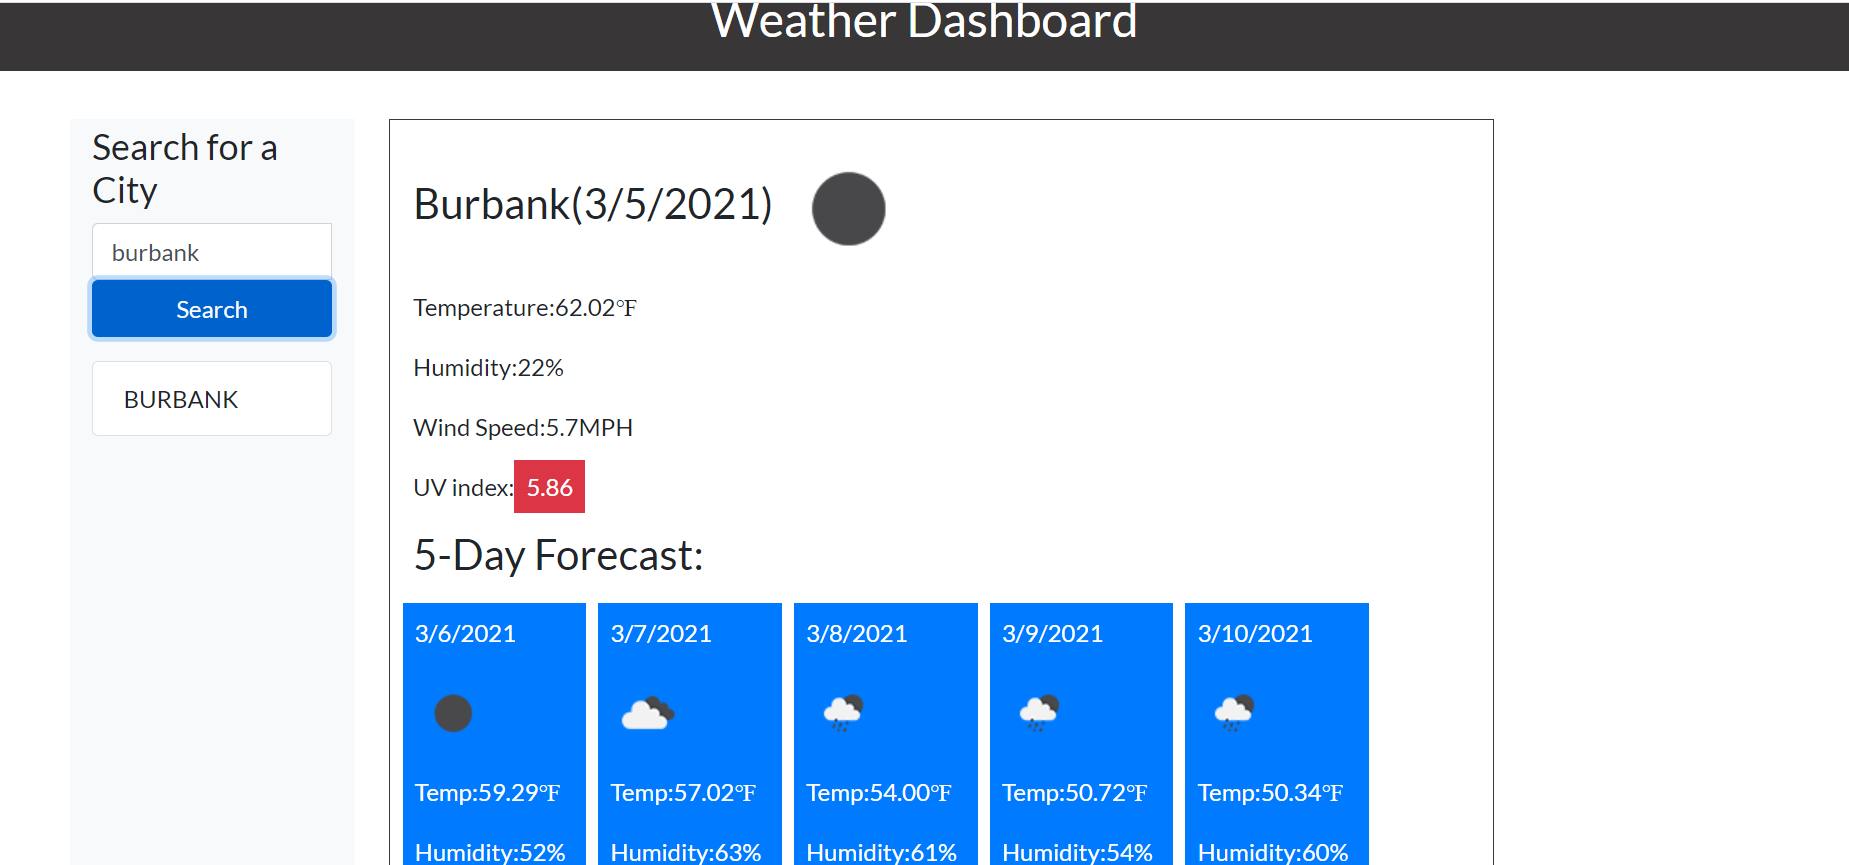 Weather Dashboard
Search for a
City
burbank
Search
BURBANK
Burbank(3/5/2021)
Temperature:62.02°F
Humidity:22%
Wind Speed:5.7MPH
UV index: 5.86
5-Day Forecast:
3/6/2021
Temp:59.29°F
Humidity:52%
3/7/2021
Temp:57.02°F
Humidity:63%
3/8/2021
Temp:54.00°F
Humidity:61%
3/9/2021
Temp:50.72°F
Humidity:54%
3/10/2021
Temp:50.34°F
Humidity:60%